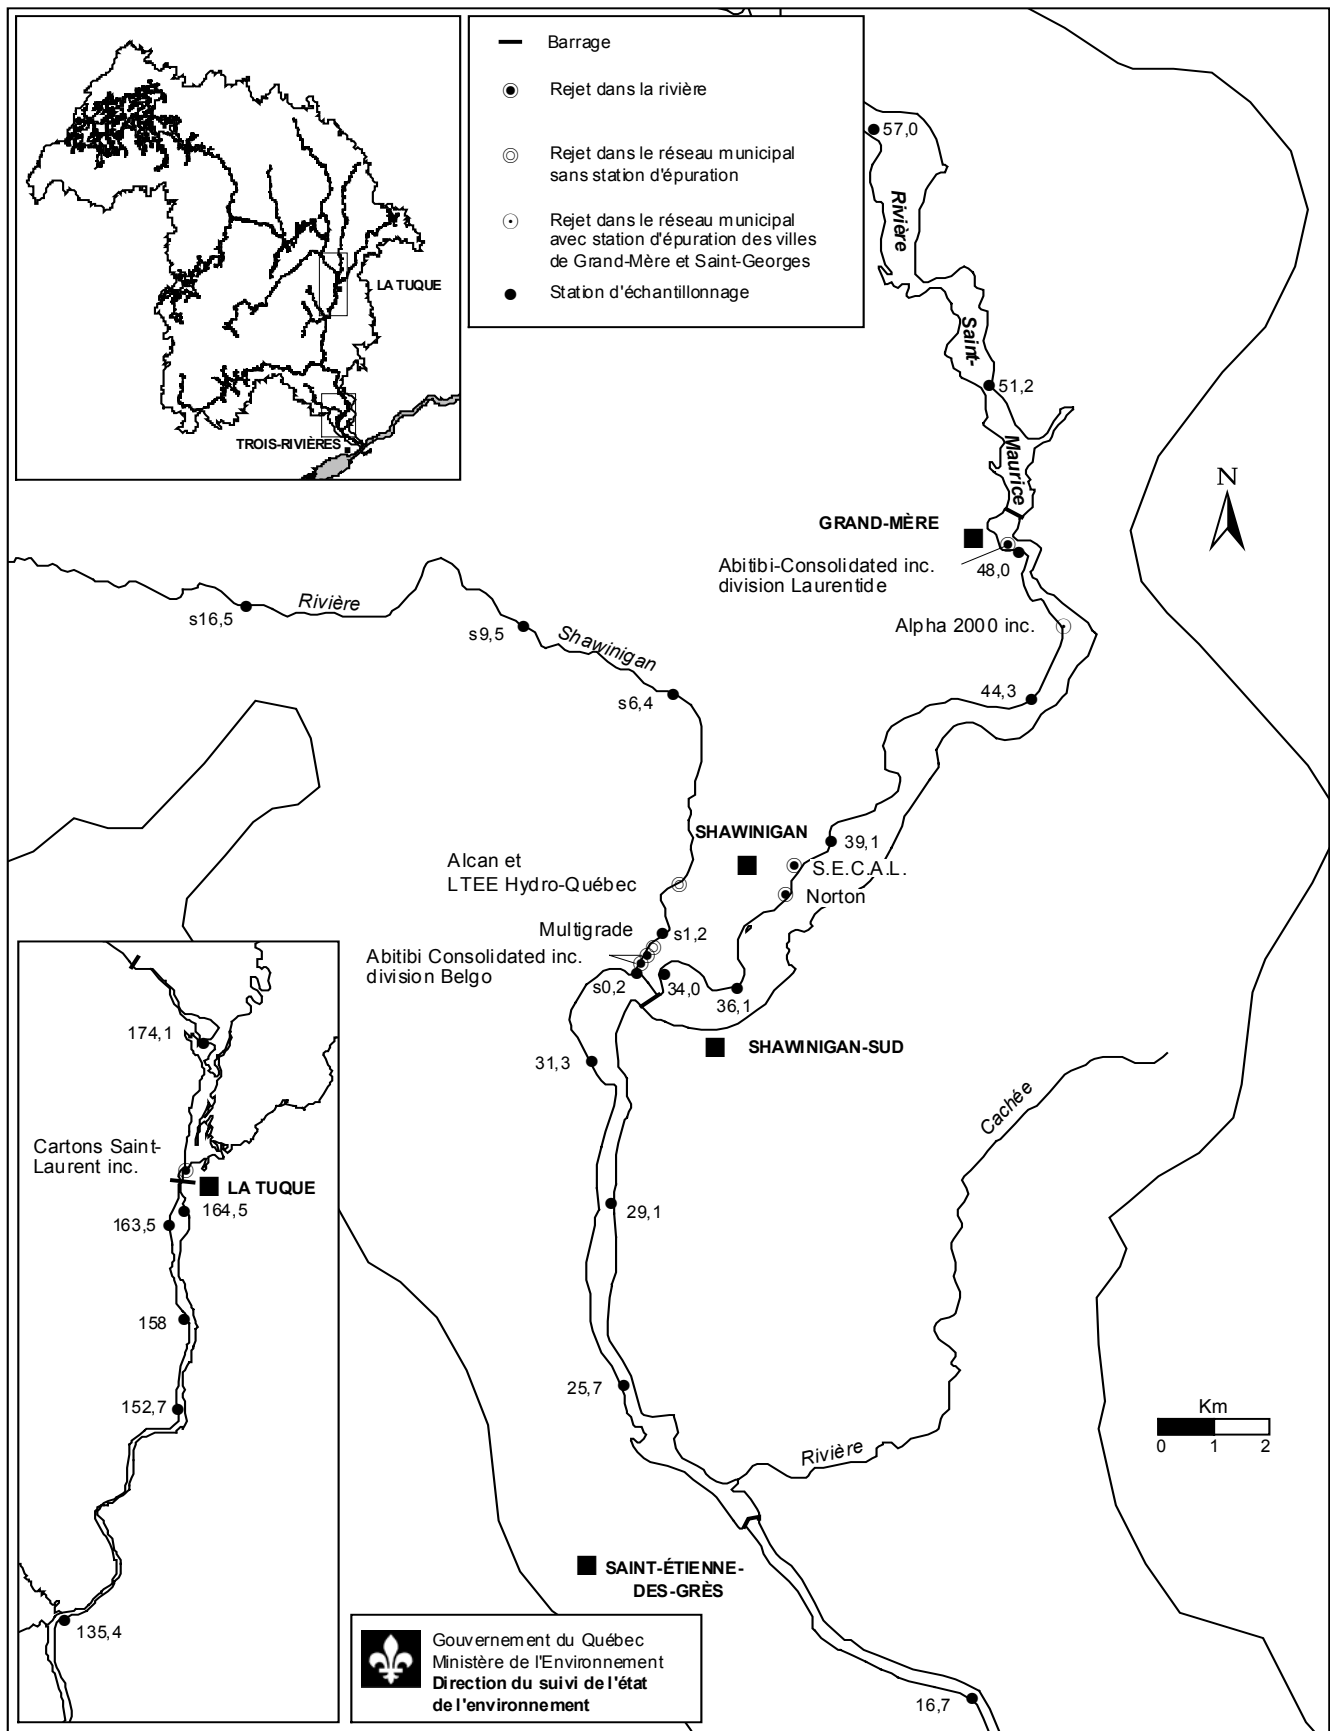 LA TUQUE
TROIS-RIVIÈRES
Barrage
Rejet dans la rivière
Rejet dans le réseau municipal
sans station d'épuration
Rejet dans le réseau municipal
avec station d'épuration des villes
de Grand-Mère et Saint-Georges
Station d'échantillonnage
57,0
Rivière
Saint-
51,2
Maurice
N
GRAND-MÈRE
Abitibi-Consolidated inc.
division Laurentide
48,0
Alpha 2000 inc.
44,3
s16,5
Rivière
s9,5
Shawinigan
s6,4
SHAWINIGAN
39,1
Alcan et
LTEE Hydro-Québec
S.E.C.A.L.
Norton
Multigrade
s1,2
Abitibi Consolidated inc.
division Belgo
s0,2
34,0
36,1
SHAWINIGAN-SUD
31,3
Cachée
29,1
25,7
Rivière
Km
0 1 2
174,1
Cartons Saint-
Laurent inc.
LA TUQUE
164,5
163,5
158
152,7
135,4
SAINT-ÉTIENNE-
DES-GRÈS
16,7
Gouvernement du Québec
Ministère de l'Environnement
Direction du suivi de l'état
de l'environnement